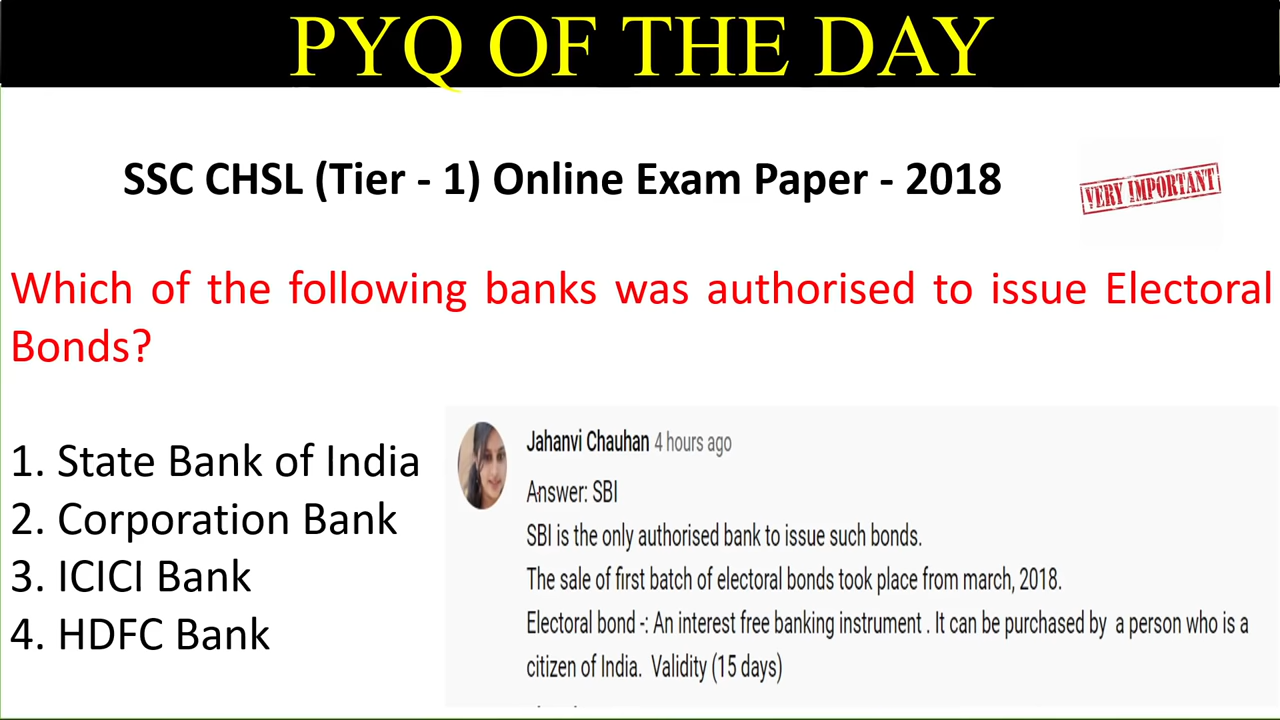 PYQ OF THE DAY
SSC CHSL (Tier - 1) Online Exam Paper - 2018
VERY IMPORTANT
Which of the following banks was authorised to issue Electoral
Bonds?
1. State Bank of India
2. Corporation Bank
3. ICICI Bank
4. HDFC Bank
Jahanvi Chauhan 4 hours ago
Answer: SBI
SBI is the only authorised bank to issue such bonds.
The sale of first batch of electoral bonds took place from march, 2018.
Electoral bond -: An interest free banking instrument . It can be purchased by a person who is a
citizen of India. Validity (15 days)